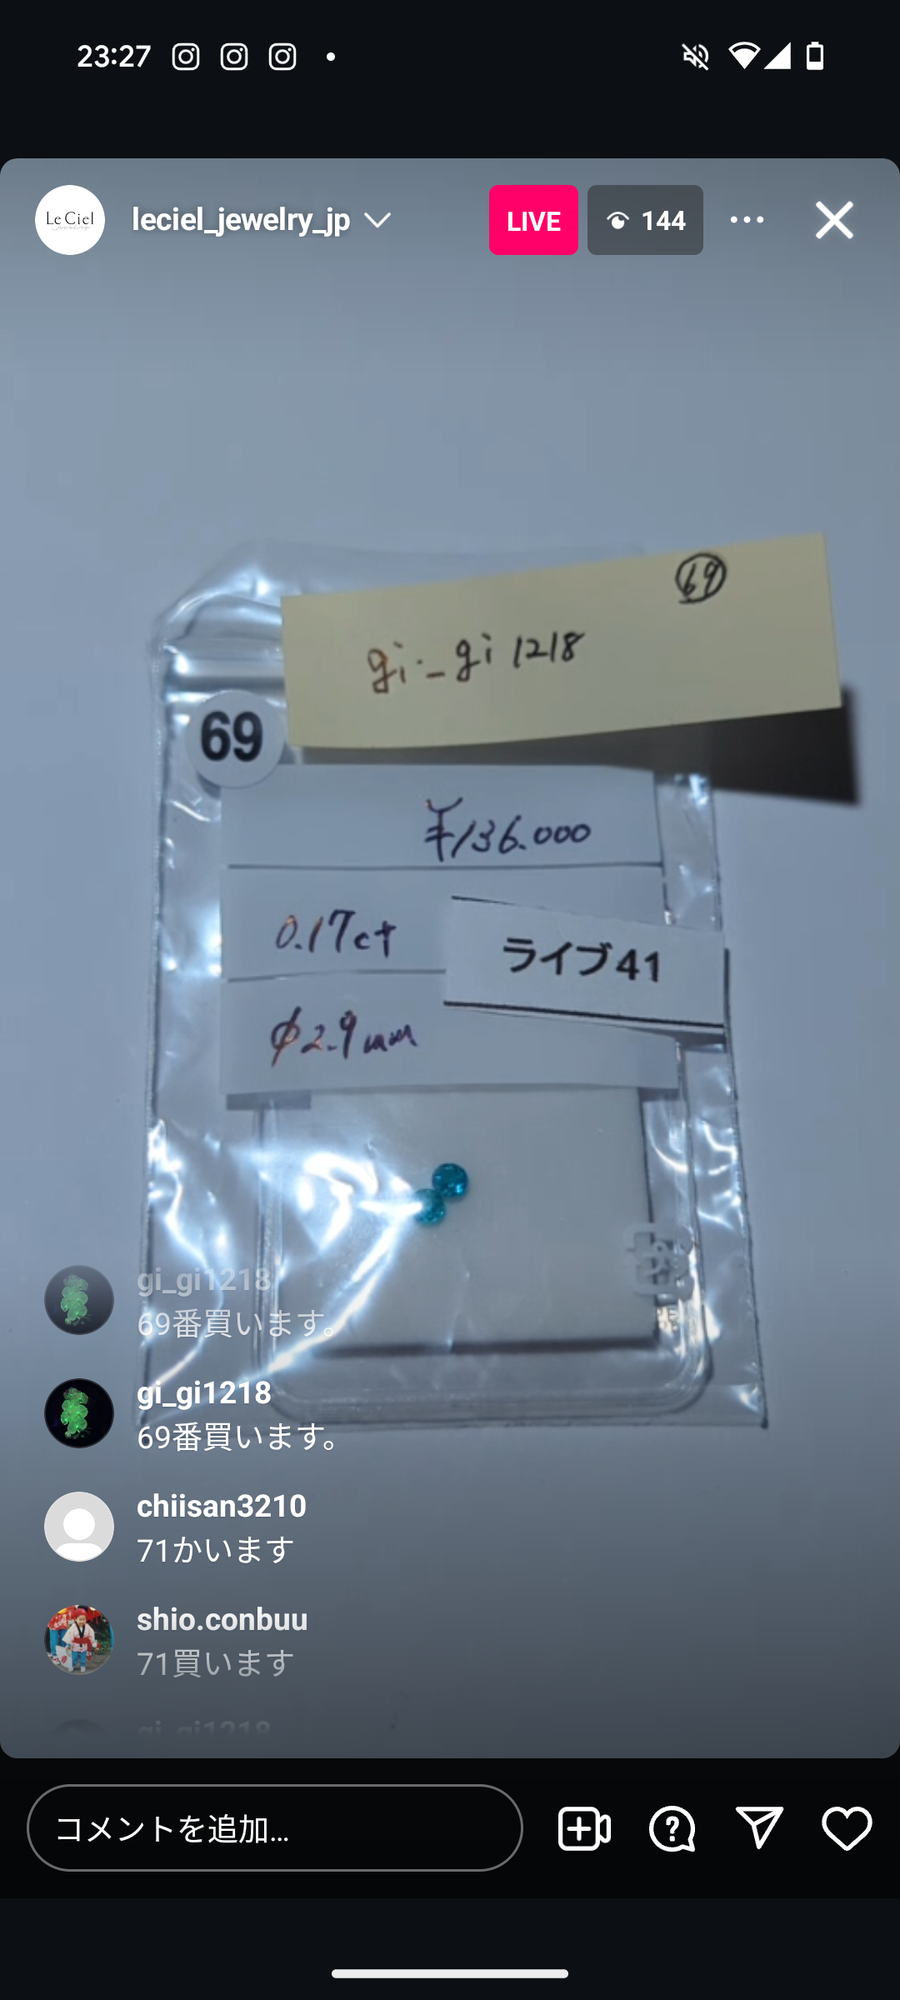 23:27
Le Ciel
leciel_jewelry_jp
LIVE
144
69
gi_gi1218
69
¥136.000
0.17ct
ライブ41
φ2.9mm
gi_gi1218
69番買います。
gi_gi1218
69番買います。
chiisan3210
71かいます
shio.conbuu
71買います
gi_gi1218
コメントを追加...